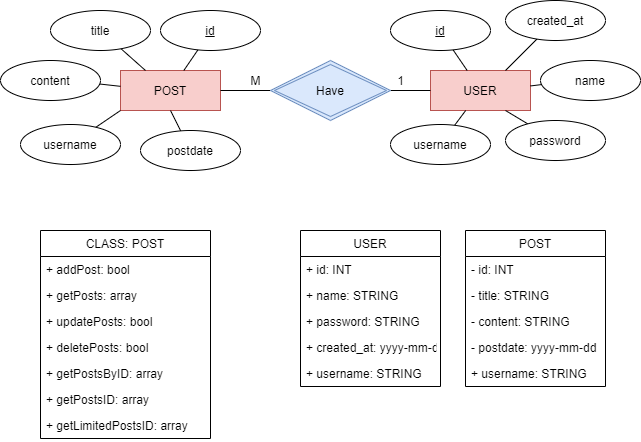 title
id
content
POST
username
postdate
M
Have
1
id
created_at
USER
name
username
password
CLASS: POST
+ addPost: bool
+ getPosts: array
+ updatePosts: bool
+ deletePosts: bool
+ getPostsByID: array
+ getPostsID: array
+ getLimitedPostsID: array
USER
+ id: INT
+ name: STRING
+ password: STRING
+ created_at: yyyy-mm-d
+ username: STRING
POST
- id: INT
- title: STRING
- content: STRING
- postdate: yyyy-mm-dd
+ username: STRING